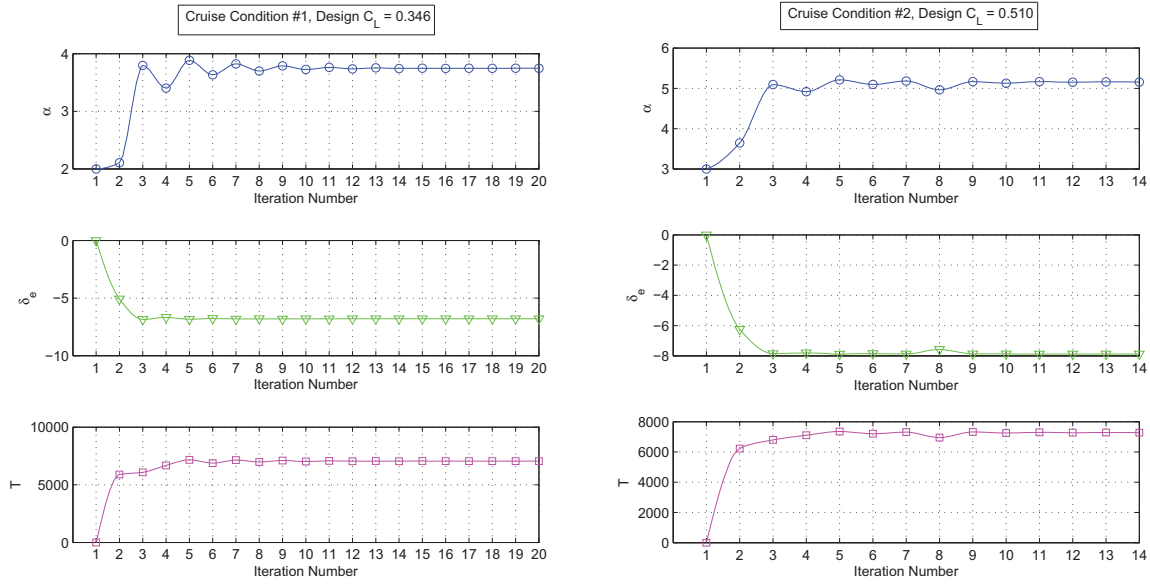 Cruise Condition #1, Design C_L = 0.346
4
3
2
α
1 2 3 4 5 6 7 8 9 10 11 12 13 14 15 16 17 18 19 20
Iteration Number
0
−5
−10
δ_e
1 2 3 4 5 6 7 8 9 10 11 12 13 14 15 16 17 18 19 20
Iteration Number
10000
5000
0
T
1 2 3 4 5 6 7 8 9 10 11 12 13 14 15 16 17 18 19 20
Iteration Number
Cruise Condition #2, Design C_L = 0.510
6
5
4
3
α
1 2 3 4 5 6 7 8 9 10 11 12 13 14
Iteration Number
0
−2
−4
−6
−8
δ_e
1 2 3 4 5 6 7 8 9 10 11 12 13 14
Iteration Number
8000
6000
4000
2000
0
T
1 2 3 4 5 6 7 8 9 10 11 12 13 14
Iteration Number